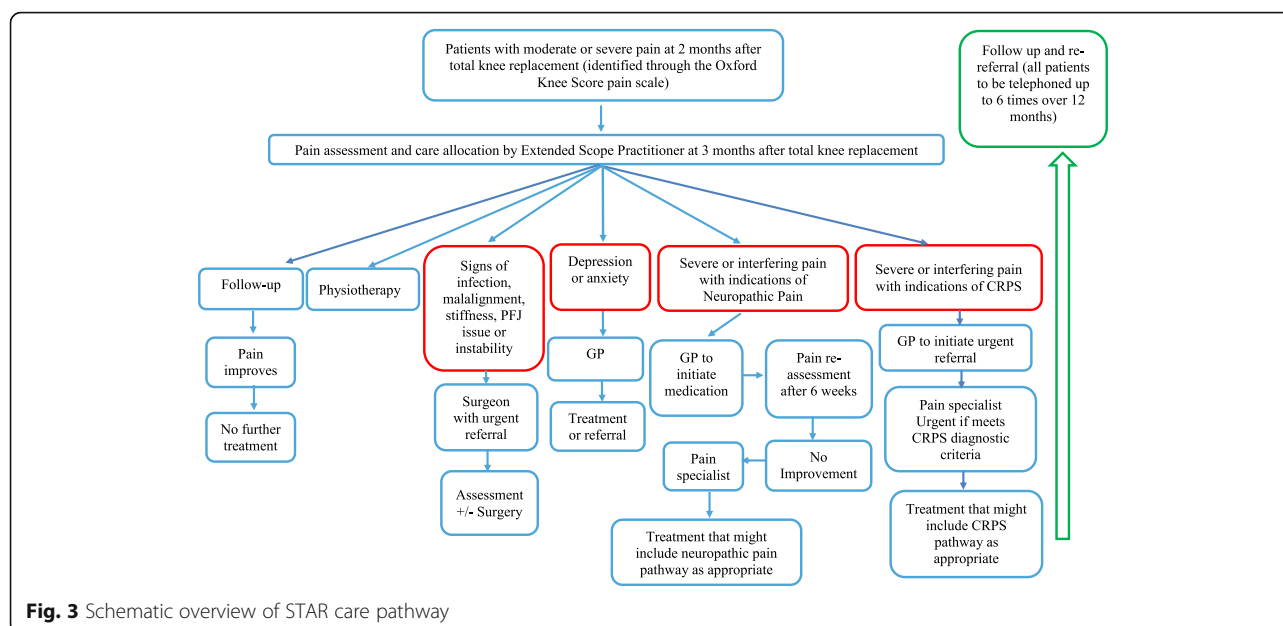 Patients with moderate or severe pain at 2 months after
total knee replacement (identified through the Oxford
Knee Score pain scale)
Follow up and re-
referral (all patients
to be telephoned up
to 6 times over 12
months)
Pain assessment and care allocation by Extended Scope Practitioner at 3 months after total knee replacement
Follow-up
Pain
improves
No further
treatment
Physiotherapy
Signs of
infection,
malalignment,
stiffness, PFJ
issue or
instability
Surgeon
with urgent
referral
Assessment
+/- Surgery
Depression
or anxiety
GP
Treatment
or referral
Severe or interfering pain
with indications of
Neuropathic Pain
GP to
initiate
medication
Pain re-
assessment
after 6 weeks
No
Improvement
Pain
specialist
Treatment that might
include neuropathic pain
pathway as appropriate
Severe or interfering pain
with indications of CRPS
GP to initiate urgent
referral
Pain specialist
Urgent if meets
CRPS diagnostic
criteria
Treatment that might
include CRPS
pathway as
appropriate
Fig. 3 Schematic overview of STAR care pathway